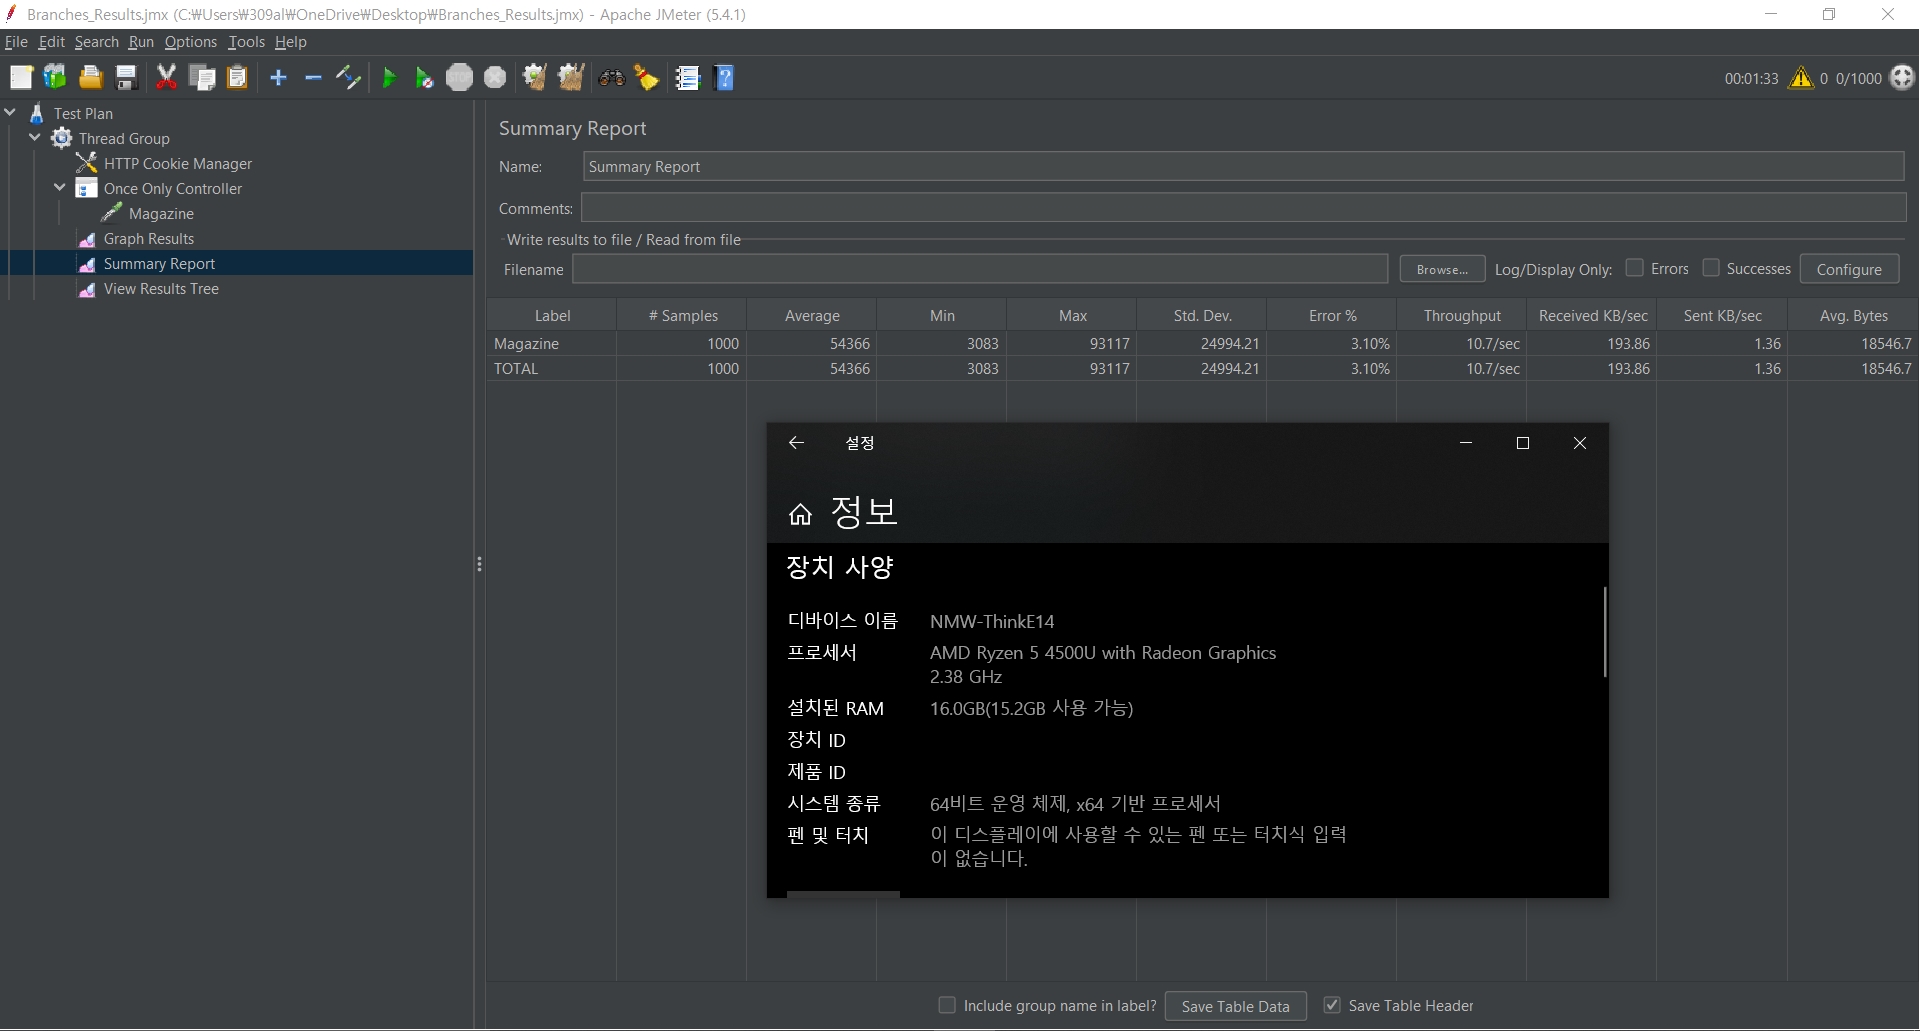 Branches_Results.jmx (C:₩Users₩309al₩OneDrive₩Desktop₩Branches_Results.jmx) - Apache JMeter (5.4.1)
File Edit Search Run Options Tools Help
STOP
00:01:33 0 0/1000
Test Plan
Thread Group
HTTP Cookie Manager
Once Only Controller
Magazine
Graph Results
Summary Report
View Results Tree
Summary Report
Name: Summary Report
Comments:
Write results to file / Read from file
Filename Browse... Log/Display Only: Errors Successes Configure
Label # Samples Average Min Max Std. Dev. Error % Throughput Received KB/sec Sent KB/sec Avg. Bytes
Magazine 1000 54366 3083 93117 24994.21 3.10% 10.7/sec 193.86 1.36 18546.7
TOTAL 1000 54366 3083 93117 24994.21 3.10% 10.7/sec 193.86 1.36 18546.7
설정
정보
장치 사양
디바이스 이름 NMW-ThinkE14
프로세서 AMD Ryzen 5 4500U with Radeon Graphics
2.38 GHz
설치된 RAM 16.0GB(15.2GB 사용 가능)
장치 ID
제품 ID
시스템 종류 64비트 운영 체제, x64 기반 프로세서
펜 및 터치 이 디스플레이에 사용할 수 있는 펜 또는 터치식 입력
이 없습니다.
Include group name in label? Save Table Data Save Table Header